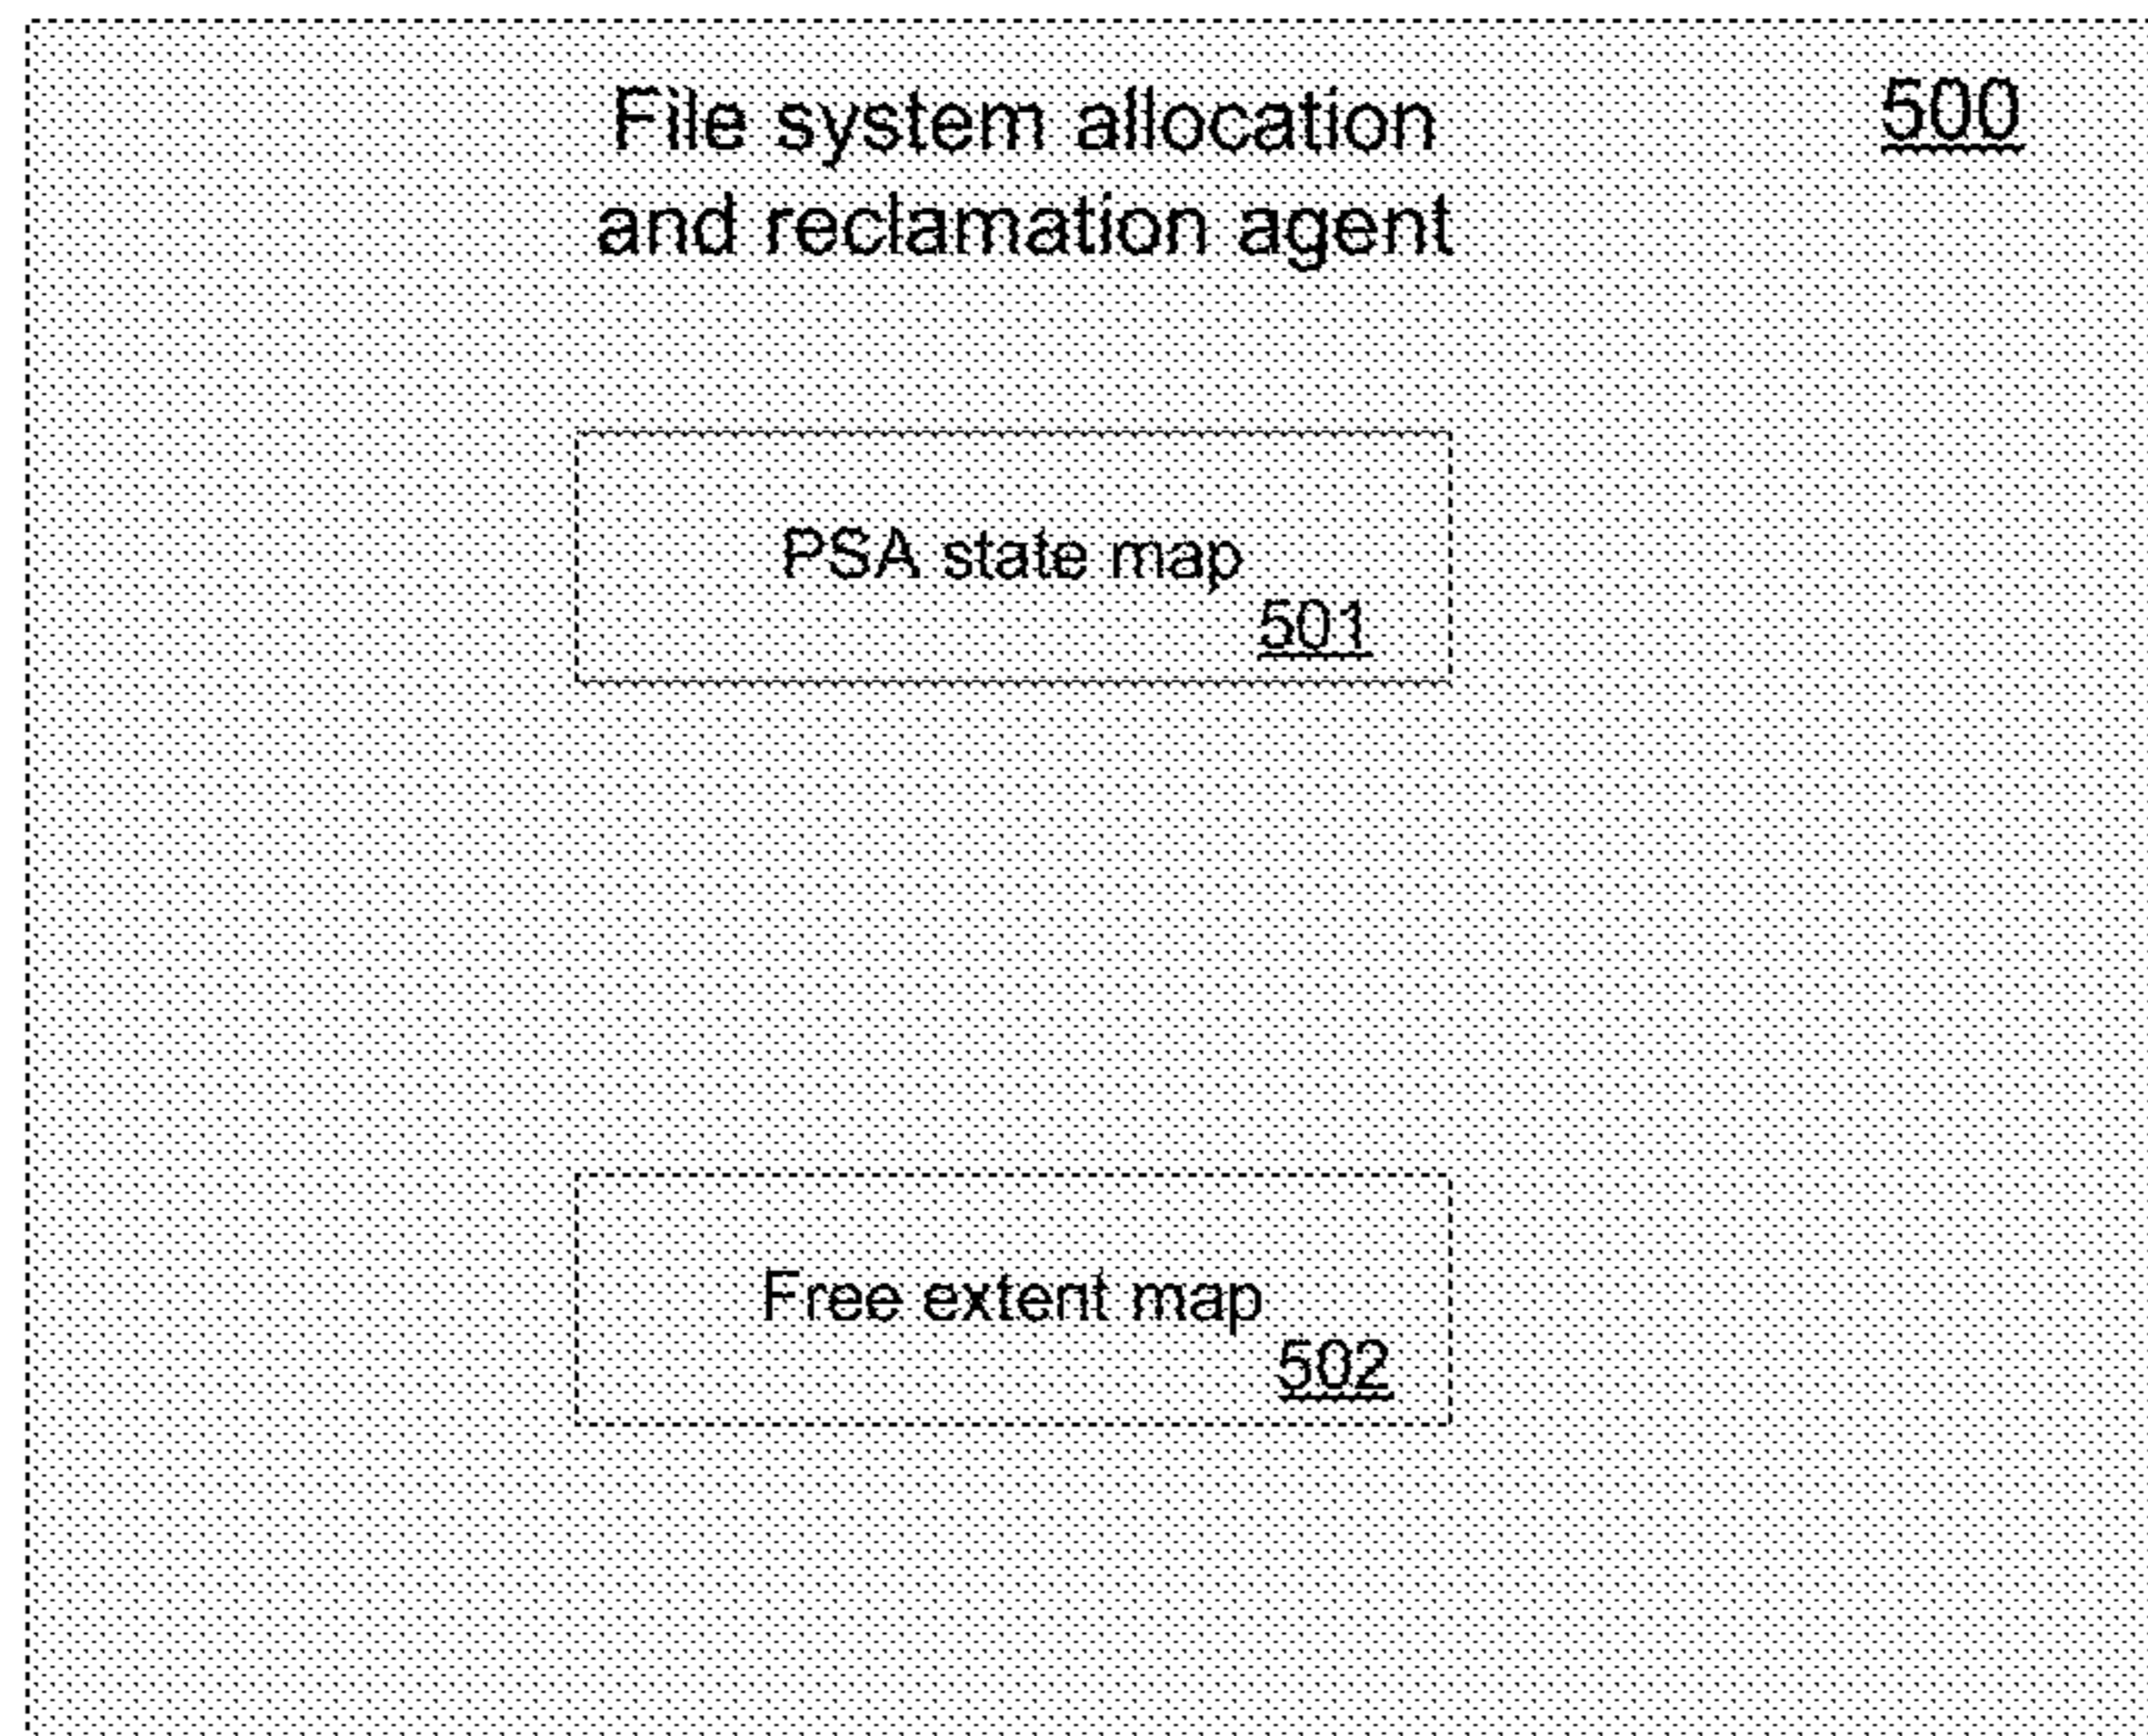 File system allocation
500
and reclamation agent
PSA state map
501
Free extent map
502